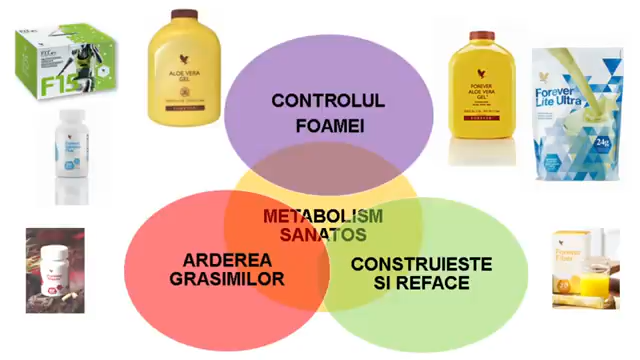 F15
ALOE VERA
GEL
FOREVER
ALOE VERA
GEL
Forever
Lite Ultra
24g
CONTROLUL
FOAMEI
METABOLISM
SANATOS
ARDEREA
GRASIMILOR
CONSTRUIESTE
SI REFACE
Forever